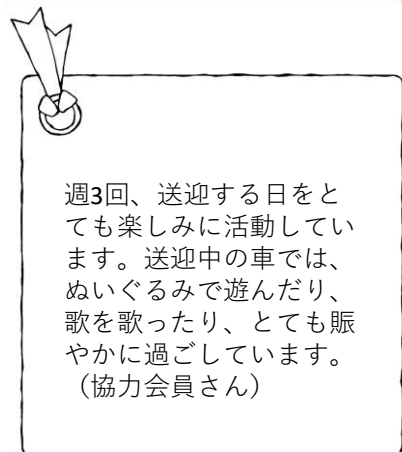 週3回、送迎する日をと
ても楽しみに活動してい
ます。送迎中の車では、
ぬいぐるみで遊んだり、
歌を歌ったり、とても賑
やかに過ごしています。
（協力会員さん）